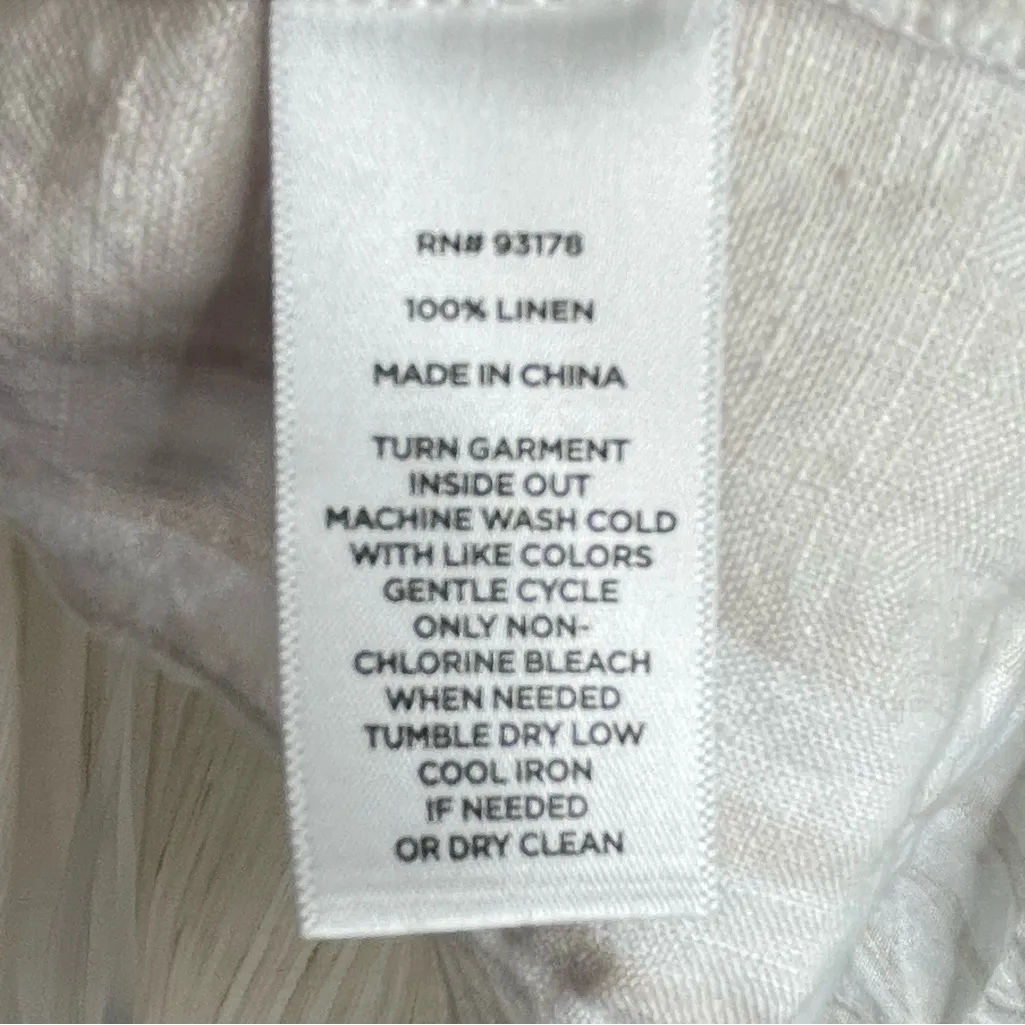 RN# 93178
100% LINEN
MADE IN CHINA
TURN GARMENT
INSIDE OUT
MACHINE WASH COLD
WITH LIKE COLORS
GENTLE CYCLE
ONLY NON-
CHLORINE BLEACH
WHEN NEEDED
TUMBLE DRY LOW
COOL IRON
IF NEEDED
OR DRY CLEAN